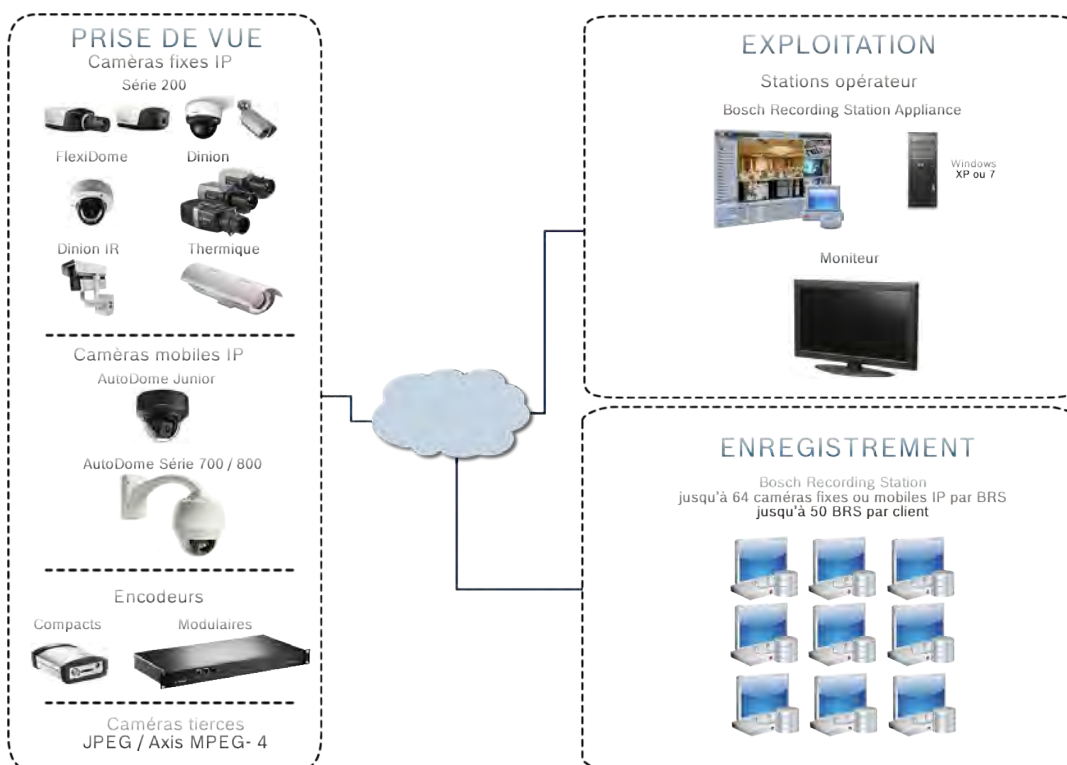 PRISE DE VUE
Camèras fixes IP
Série 200
FlexiDome
Dinion
Dinion IR
Thermique
Camèras mobiles IP
AutoDome Junior
AutoDome Série 700 / 800
Encodeurs
Compacts
Modulaires
Caméras tierces
JPEG / Axis MPEG- 4
EXPLOITATION
Stations opérateur
Bosch Recording Station Appliance
Windows
XP ou 7
Moniteur
ENREGISTREMENT
Bosch Recording Station
jusqu'à 64 caméras fixes ou mobiles IP par BRS
jusqu'à 50 BRS par client